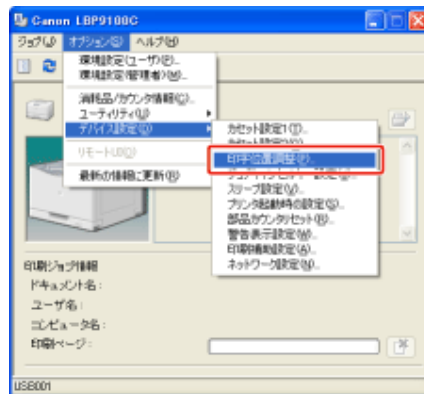 Canon LBP9100C
ジョブ(J) オプション(S) ヘルプ(H)
環境設定(ユーザ)(E)...
環境設定(管理者)(M)...
消耗品/カウンタ情報(C)...
ユーティリティ(U)
デバイス設定(D)
リモートUI(O)
最新の情報に更新(R)
カセット設定1(1)...
印字位置調整(P)...
スリープ設定(V)...
プリンタ起動時の設定(S)...
部品カウンタリセット(R)...
警告表示設定(W)...
印刷補助設定(A)...
ネットワーク設定(N)...
印刷ジョブ情報
ドキュメント名:
ユーザ名:
コンピュータ名:
印刷ページ:
USB001